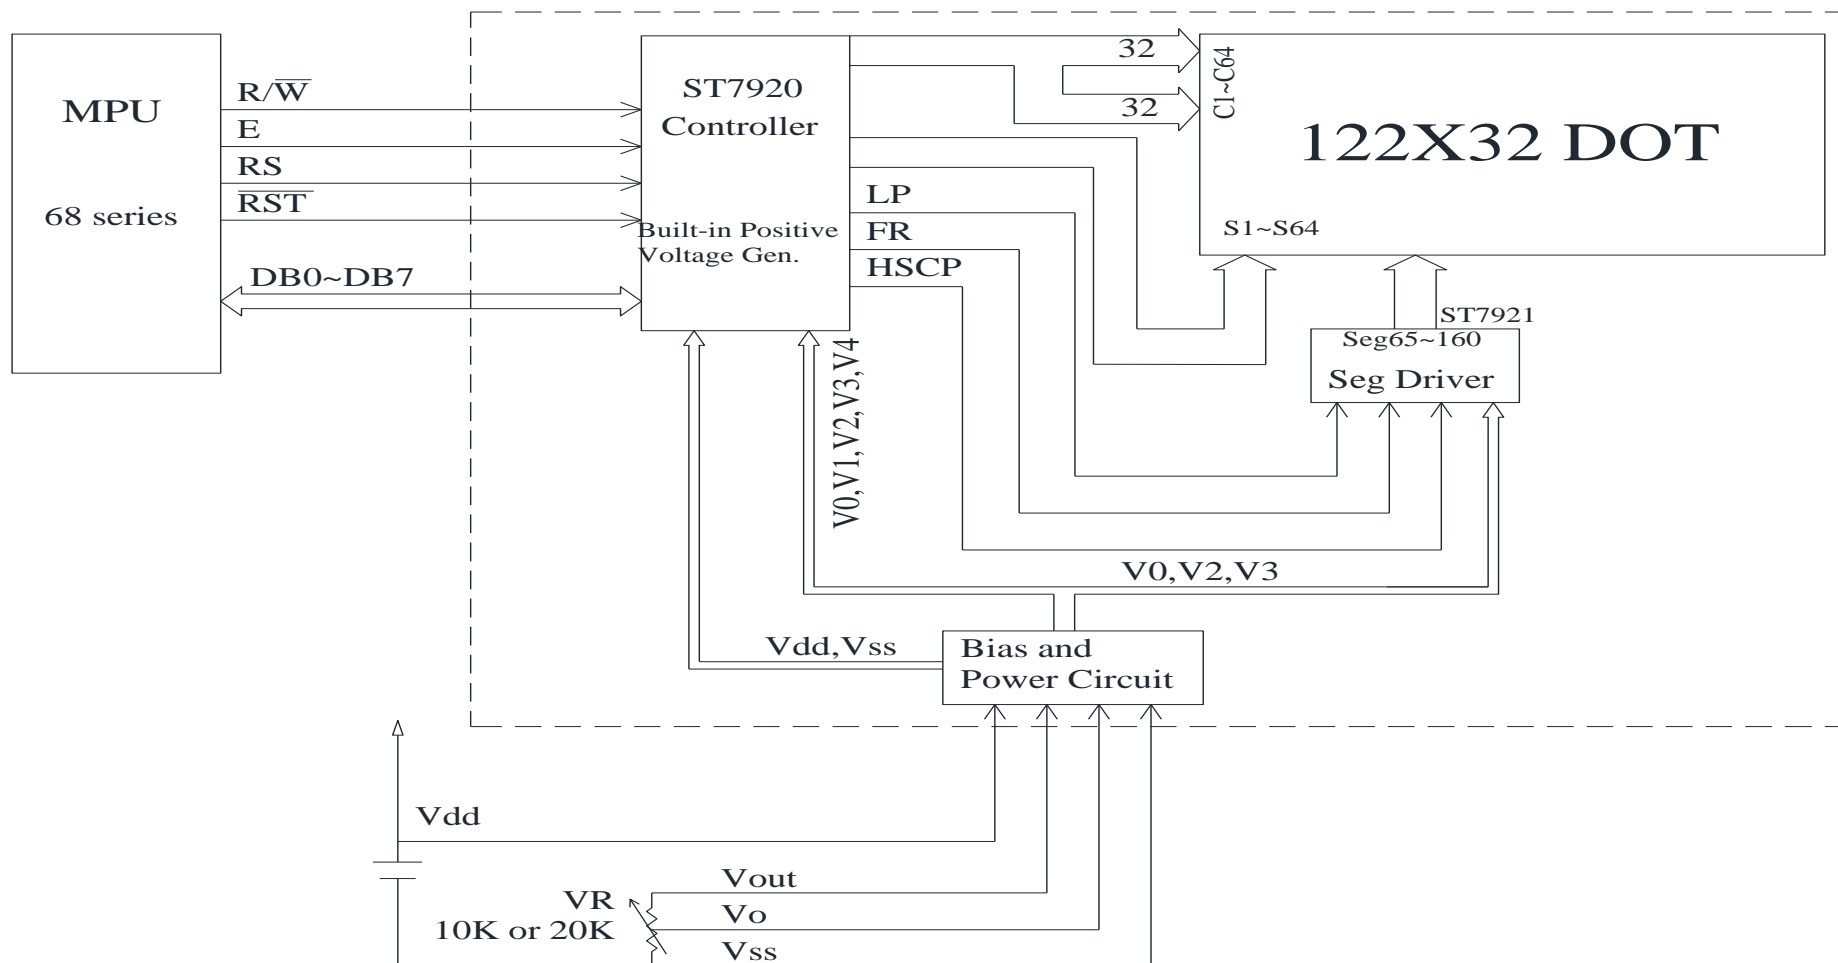 MPU
68 series
R/W̅
E
RS
R̅S̅T̅
DB0~DB7
ST7920
Controller
Built-in Positive
Voltage Gen.
LP
FR
HSCP
32
32
C1~C64
122X32 DOT
S1~S64
ST7921
Seg65~160
Seg Driver
V0,V1,V2,V3,V4
V0,V2,V3
Vdd,Vss
Bias and
Power Circuit
Vdd
Vout
VR
10K or 20K
Vo
Vss